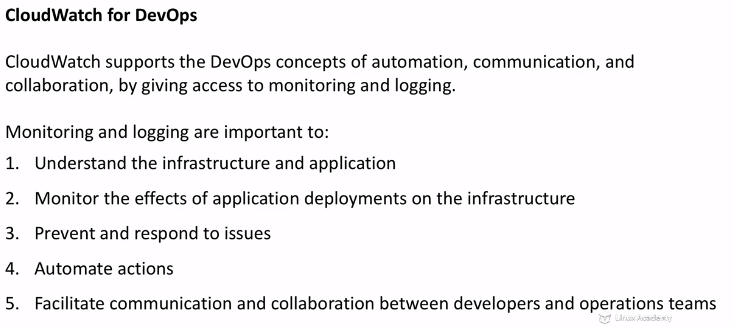 CloudWatch for DevOps
CloudWatch supports the DevOps concepts of automation, communication, and
collaboration, by giving access to monitoring and logging.
Monitoring and logging are important to:
1. Understand the infrastructure and application
2. Monitor the effects of application deployments on the infrastructure
3. Prevent and respond to issues
4. Automate actions
5. Facilitate communication and collaboration between developers and operations teams
Linux Academy